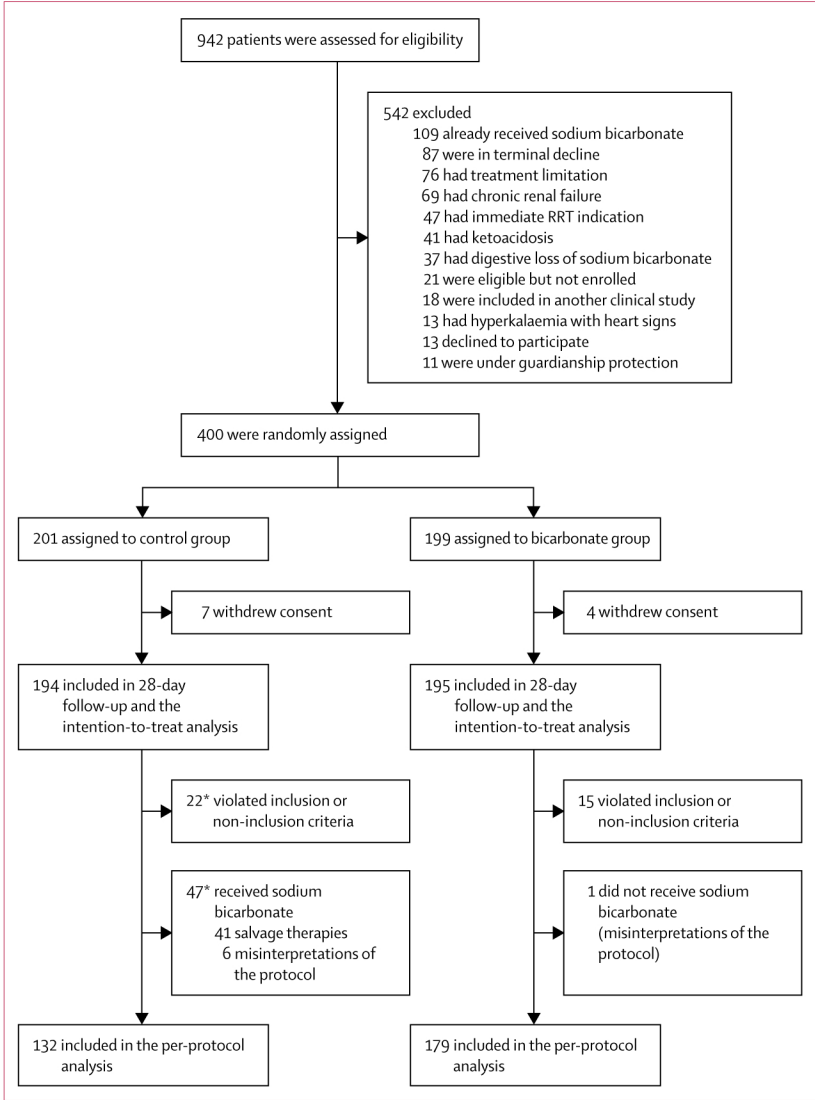 942 patients were assessed for eligibility
542 excluded
109 already received sodium bicarbonate
87 were in terminal decline
76 had treatment limitation
69 had chronic renal failure
47 had immediate RRT indication
41 had ketoacidosis
37 had digestive loss of sodium bicarbonate
21 were eligible but not enrolled
18 were included in another clinical study
13 had hyperkalaemia with heart signs
13 declined to participate
11 were under guardianship protection
400 were randomly assigned
201 assigned to control group
199 assigned to bicarbonate group
7 withdrew consent
4 withdrew consent
194 included in 28-day
follow-up and the
intention-to-treat analysis
195 included in 28-day
follow-up and the
intention-to-treat analysis
22* violated inclusion or
non-inclusion criteria
15 violated inclusion or
non-inclusion criteria
47* received sodium
bicarbonate
41 salvage therapies
6 misinterpretations of
the protocol
1 did not receive sodium
bicarbonate
(misinterpretations of the
protocol)
132 included in the per-protocol
analysis
179 included in the per-protocol
analysis